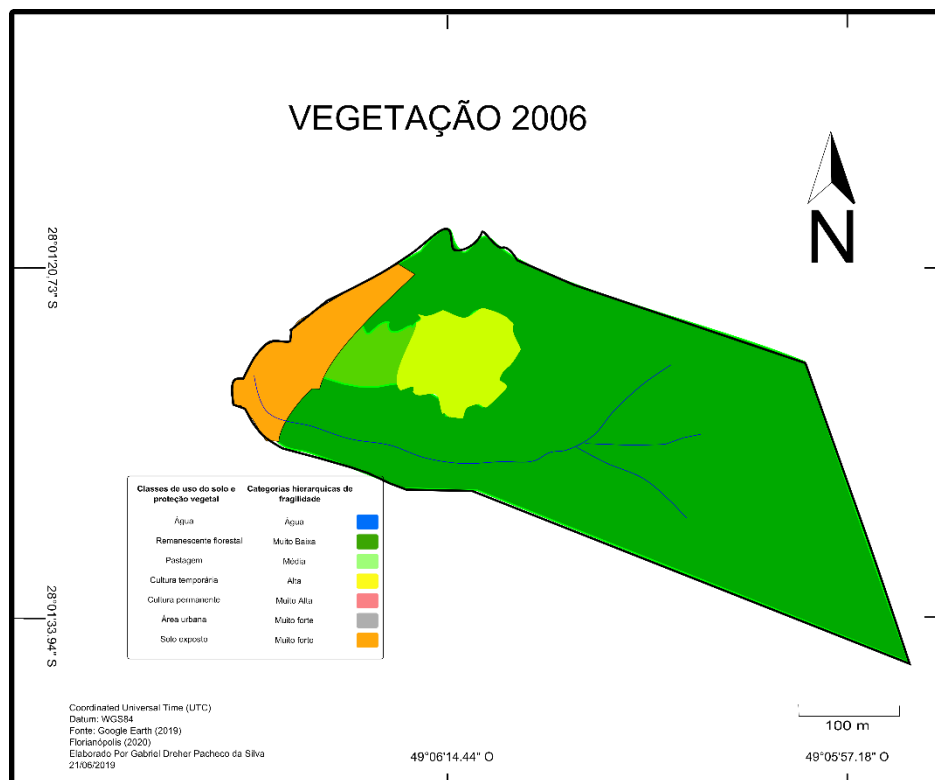 VEGETAÇÃO 2006
N
28°01'20,73" S
28°01'33.94" S
Classes de uso do solo e proteção vegetal
Categorias hierarquicas de fragilidade
Água Água
Remanescente florestal Muito Baixa
Pastagem Média
Cultura temporária Alta
Cultura permanente Muito Alta
Área urbana Muito forte
Solo exposto Muito forte
100 m
Coordinated Universal Time (UTC)
Datum: WGS84
Fonte: Google Earth (2019)
Florianópolis (2020)
Elaborado Por Gabriel Dreher Pacheco da Silva
21/06/2019
49°06'14.44" O
49°05'57.18" O